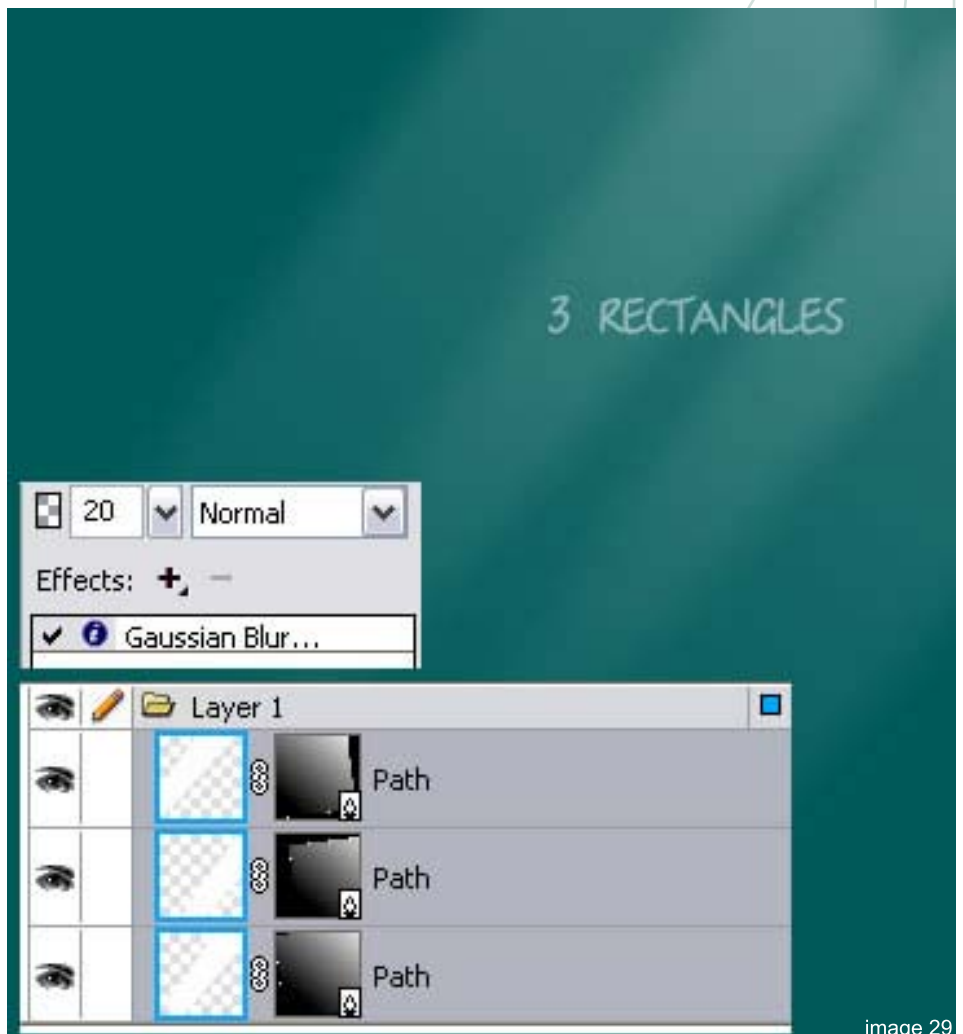 3 RECTANGLES
20 Normal
Effects: + −
Gaussian Blur...
Layer 1
Path
Path
Path
image 29